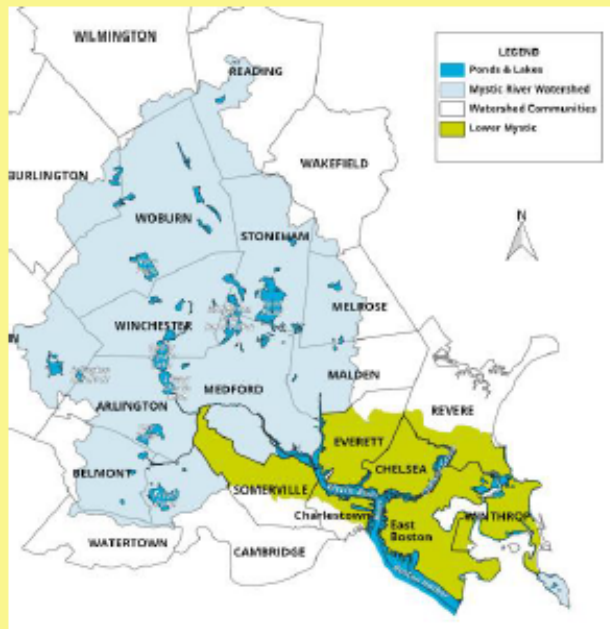 WILMINGTON
READING
LEGEND
Ponds & Lakes
Mystic River Watershed
Watershed Communities
Lower Mystic
WAKEFIELD
BURLINGTON
WOBURN
STONEHAM
N
MELROSE
WINCHESTER
N
MALDEN
MEDFORD
REVERE
ARLINGTON
EVERETT
CHELSEA
BELMONT
SOMERVILLE
WINTHROP
Charlestown
East
Boston
WATERTOWN
CAMBRIDGE